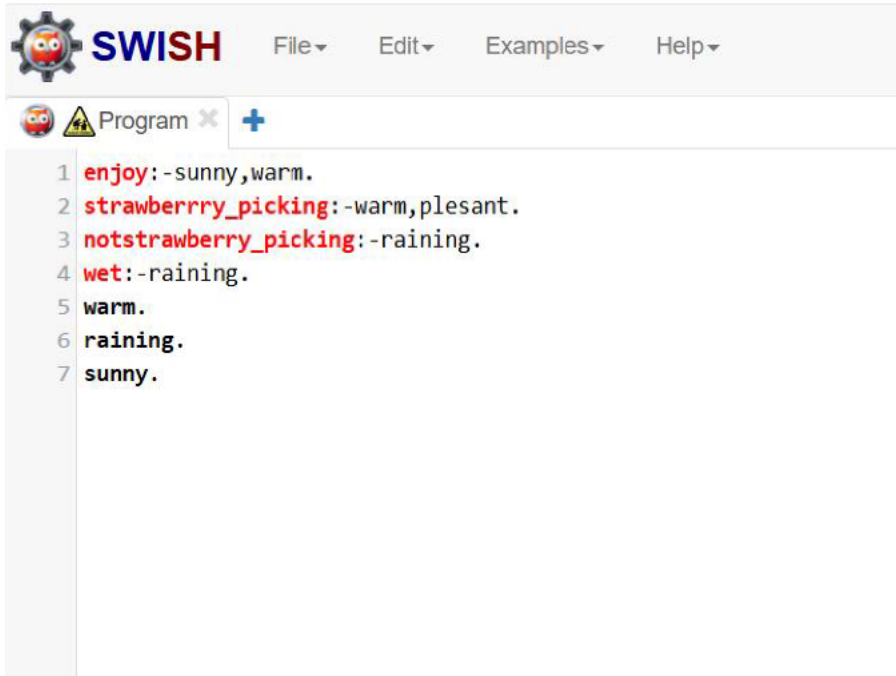 SWISH File Edit Examples Help
Program
1 enjoy:-sunny,warm.
2 strawberrry_picking:-warm,plesant.
3 notstrawberry_picking:-raining.
4 wet:-raining.
5 warm.
6 raining.
7 sunny.